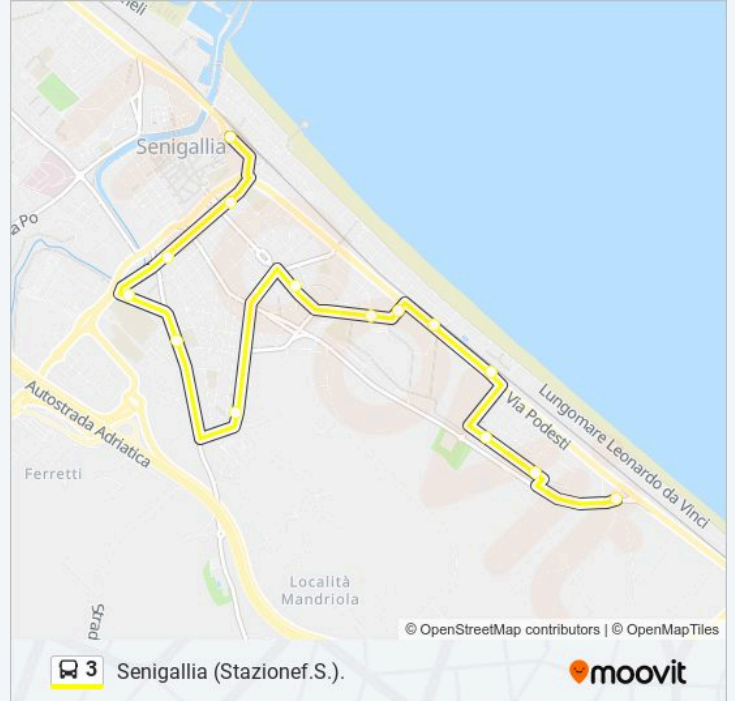 neli
Senigallia
a Po
Autostrada Adriatica
Ferretti
Strad
Località
Mandriola
Via Podesti
Lungomare Leonardo da Vinci
© OpenStreetMap contributors | © OpenMapTiles
3 Senigallia (Stazionef.S.).
moovit